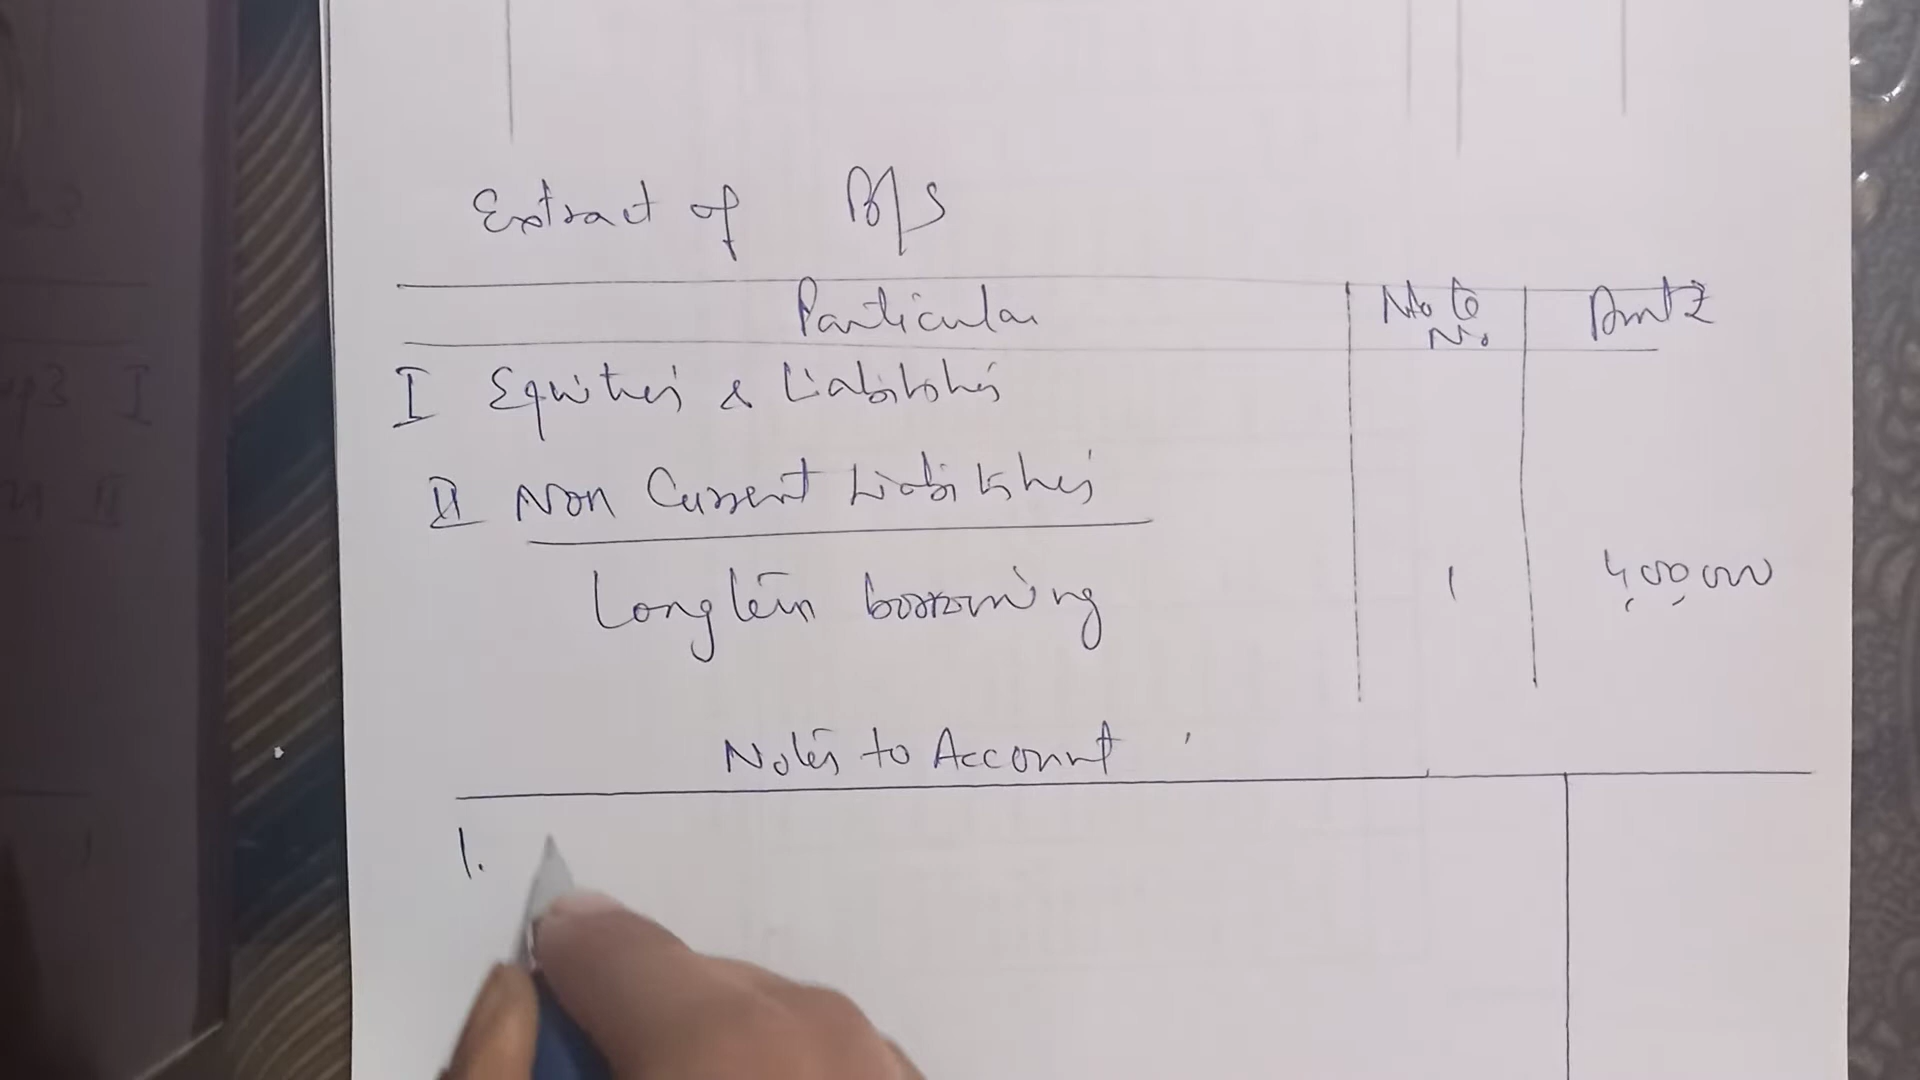 Extract of B/S
Particular Note No. Amt ₹
I Equities & Liabilities
II Non Current Liabilities
Long term borrowing 1 4,00,000
Notes to Account
1.